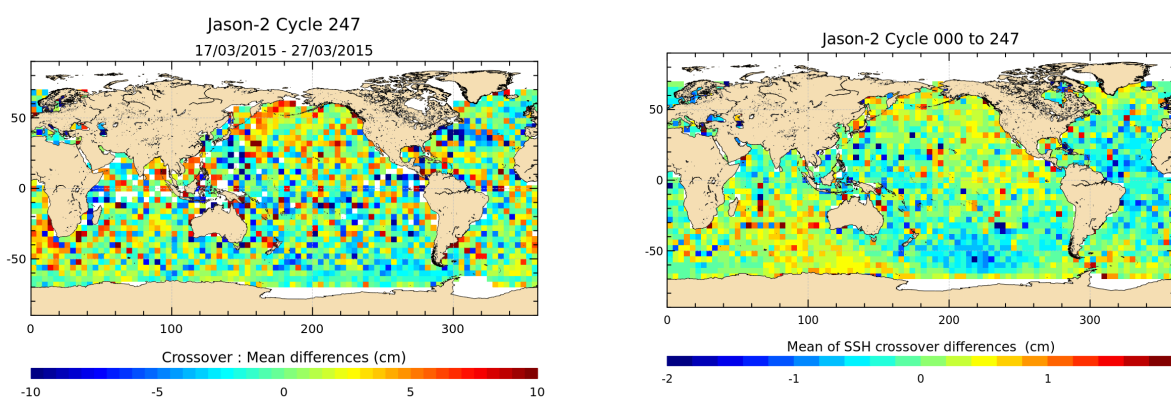 Jason-2 Cycle 247
17/03/2015 - 27/03/2015
50
0
-50
0 100 200 300
Crossover : Mean differences (cm)
-10 -5 0 5 10
Jason-2 Cycle 000 to 247
50
0
-50
0 100 200 300
Mean of SSH crossover differences (cm)
-2 -1 0 1